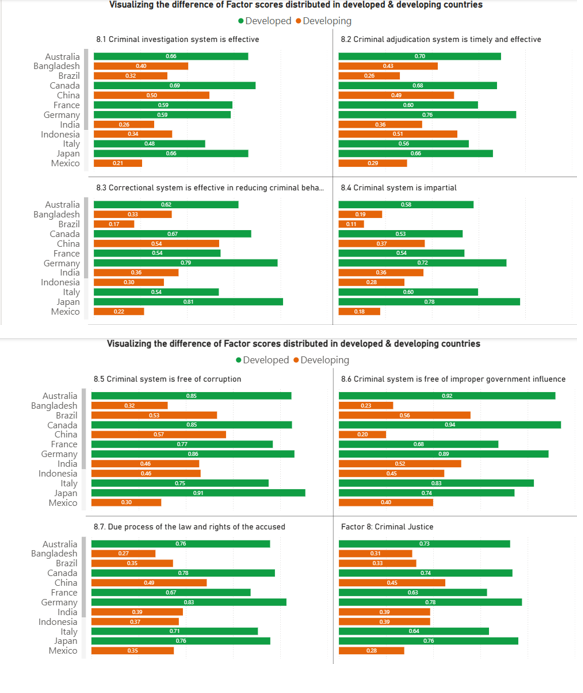 Visualizing the difference of Factor scores distributed in developed & developing countries
Developed Developing
8.1 Criminal investigation system is effective 8.2 Criminal adjudication system is timely and effective
Australia 0.66 0.70
Bangladesh 0.40 0.43
Brazil 0.32 0.26
Canada 0.69 0.68
China 0.50 0.49
France 0.59 0.60
Germany 0.59 0.76
India 0.26 0.36
Indonesia 0.34 0.51
Italy 0.48 0.56
Japan 0.66 0.66
Mexico 0.21 0.29
8.3 Correctional system is effective in reducing criminal beha... 8.4 Criminal system is impartial
Australia 0.62 0.58
Bangladesh 0.33 0.19
Brazil 0.17 0.11
Canada 0.67 0.53
China 0.54 0.37
France 0.54 0.54
Germany 0.79 0.72
India 0.36 0.36
Indonesia 0.30 0.28
Italy 0.54 0.60
Japan 0.81 0.78
Mexico 0.22 0.18
Visualizing the difference of Factor scores distributed in developed & developing countries
Developed Developing
8.5 Criminal system is free of corruption 8.6 Criminal system is free of improper government influence
Australia 0.85 0.92
Bangladesh 0.32 0.23
Brazil 0.53 0.56
Canada 0.85 0.94
China 0.57 0.20
France 0.77 0.68
Germany 0.86 0.89
India 0.46 0.52
Indonesia 0.46 0.45
Italy 0.75 0.83
Japan 0.91 0.74
Mexico 0.30 0.40
8.7. Due process of the law and rights of the accused Factor 8: Criminal Justice
Australia 0.76 0.73
Bangladesh 0.27 0.31
Brazil 0.35 0.33
Canada 0.78 0.74
China 0.49 0.45
France 0.67 0.63
Germany 0.83 0.78
India 0.39 0.39
Indonesia 0.37 0.39
Italy 0.71 0.64
Japan 0.76 0.76
Mexico 0.35 0.28